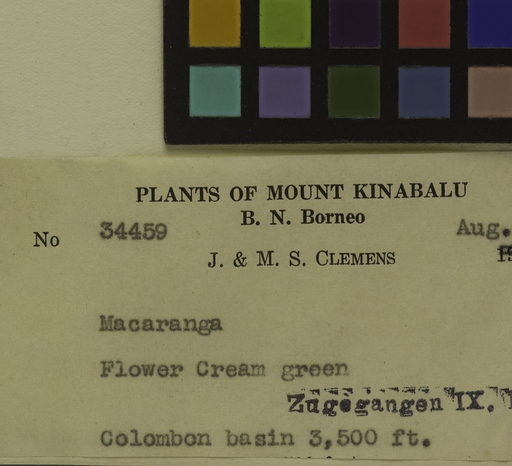 PLANTS OF MOUNT KINABALU
B. N. Borneo
No 34459 Aug.
J. & M. S. CLEMENS
Macaranga
Flower Cream green
Zugegangen IX.
Colombon basin 3,500 ft.